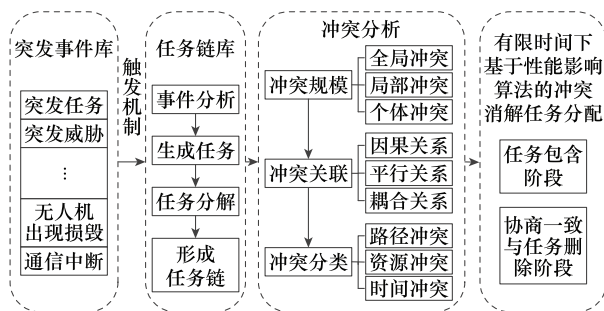 突发事件库
突发任务
突发威胁
⋮
无人机
出现损毁
通信中断
触发机制
任务链库
事件分析
生成任务
任务分解
形成
任务链
冲突分析
冲突规模
全局冲突
局部冲突
个体冲突
冲突关联
因果关系
平行关系
耦合关系
冲突分类
路径冲突
资源冲突
时间冲突
有限时间下
基于性能影响
算法的冲突
消解任务分配
任务包含
阶段
协商一致
与任务删
除阶段